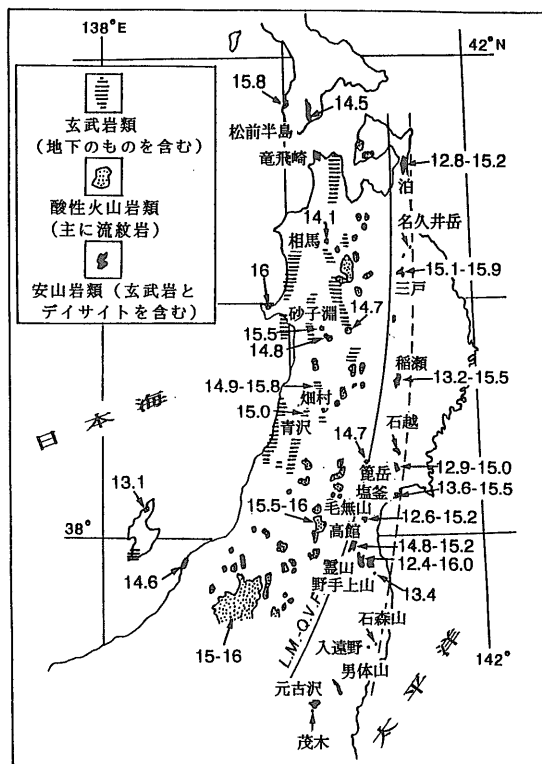 138°E
42°N
玄武岩類
(地下のものを含む)
酸性火山岩類
(主に流紋岩)
安山岩類(玄武岩と
デイサイトを含む)
15.8
14.5
松前半島
竜飛崎
12.8-15.2
泊
名久井岳
14.1
相馬
15.1-15.9
三戸
16
砂子淵
14.7
15.5
14.8
稲瀬
14.9-15.8
13.2-15.5
畑村
15.0
青沢
石越
日本海
14.7
箆岳
12.9-15.0
塩釜
13.6-15.5
13.1
毛無山
15.5-16
12.6-15.2
38°
高館
14.8-15.2
14.6
霊山
12.4-16.0
野手上山
13.4
L.M.-Q.V.F
石森山
15-16
入遠野
142°
男体山
太平洋
元古沢
茂木